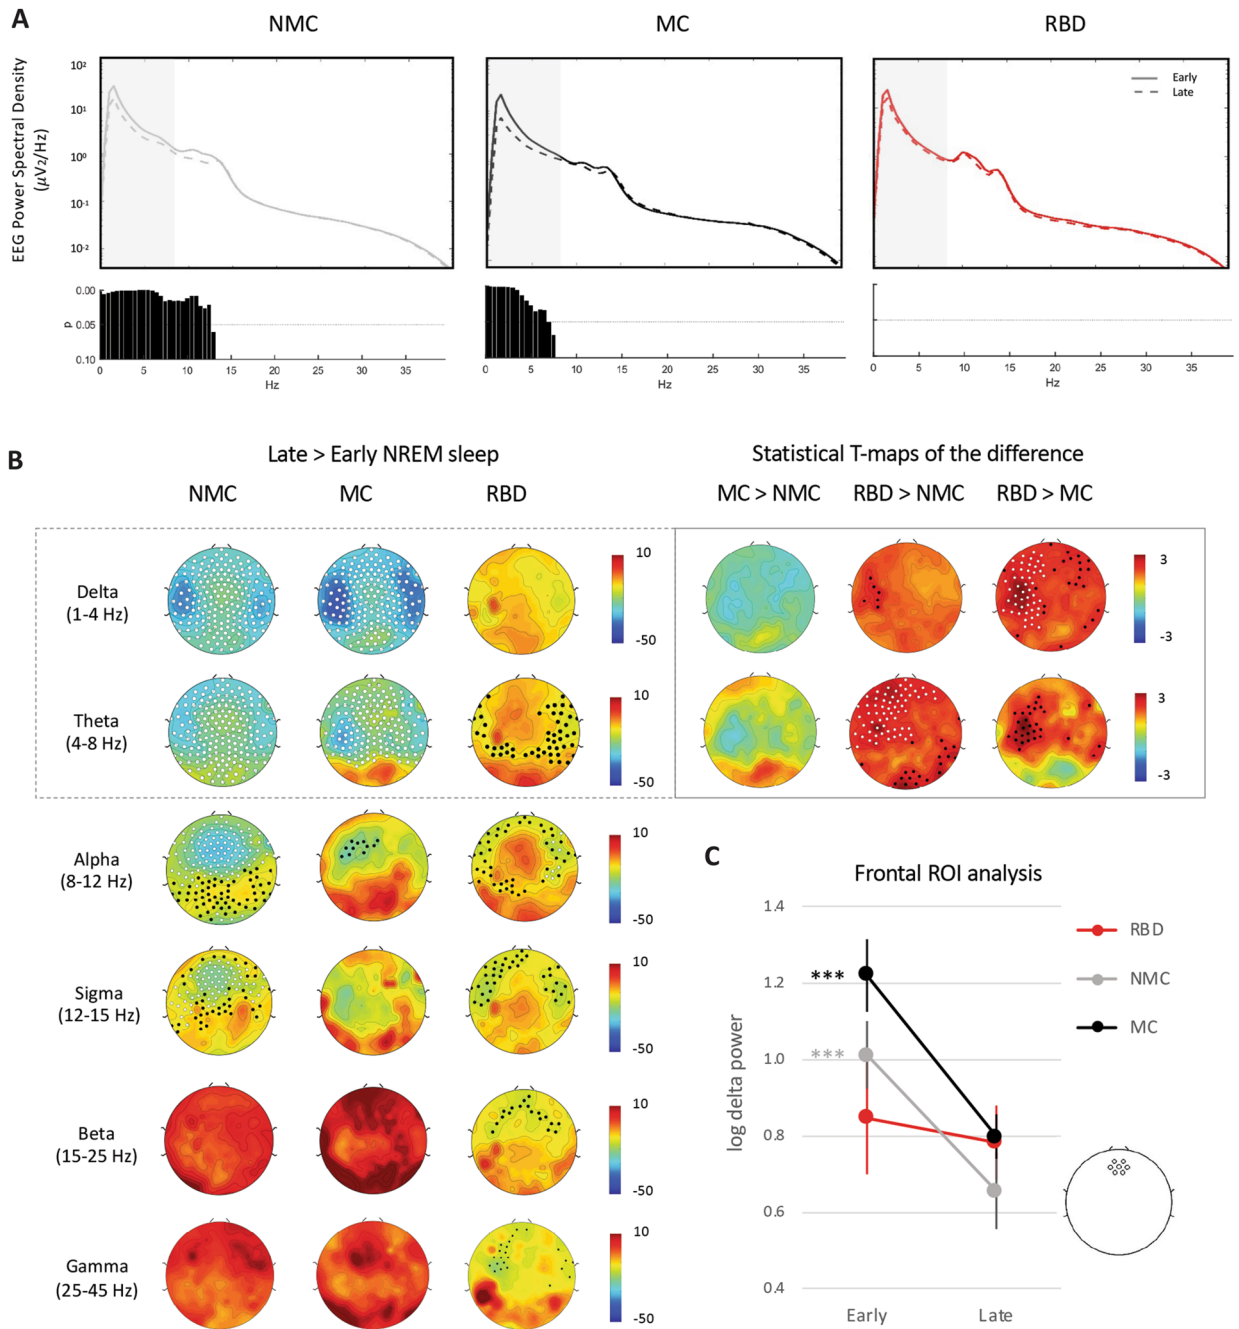 A
NMC
MC
RBD
EEG Power Spectral Density
(µV2/Hz)
10²
10¹
10⁰
10⁻¹
10⁻²
Early
Late
p
0.00
0.05
0.10
0 5 10 15 20 25 30 35
Hz
0 5 10 15 20 25 30 35
Hz
0 5 10 15 20 25 30 35
Hz
B
Late > Early NREM sleep
Statistical T-maps of the difference
NMC
MC
RBD
MC > NMC
RBD > NMC
RBD > MC
Delta
(1-4 Hz)
10
-50
3
-3
Theta
(4-8 Hz)
10
-50
3
-3
Alpha
(8-12 Hz)
10
-50
Sigma
(12-15 Hz)
10
-50
Beta
(15-25 Hz)
10
-50
Gamma
(25-45 Hz)
10
-50
C
Frontal ROI analysis
log delta power
1.4
1.2
1.0
0.8
0.6
0.4
***
***
RBD
NMC
MC
Early
Late